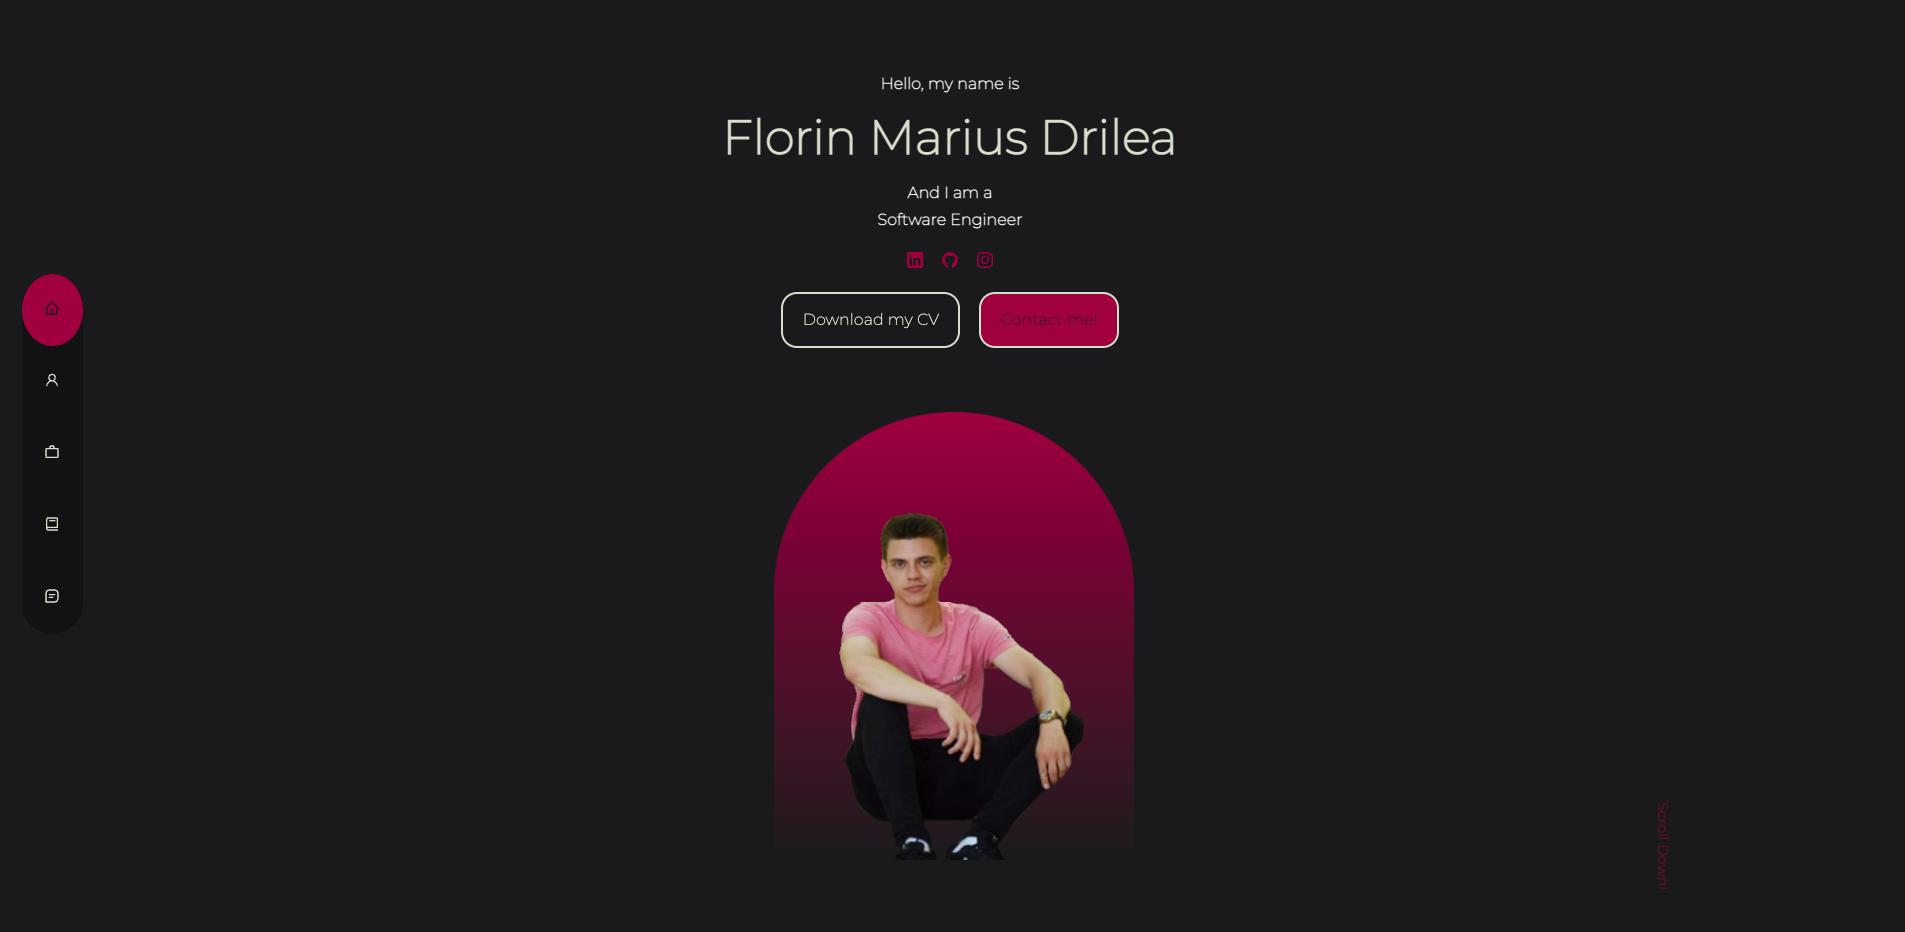 Hello, my name is
Florin Marius Drilea
And I am a
Software Engineer
Download my CV
Contact me!
Scroll Down!